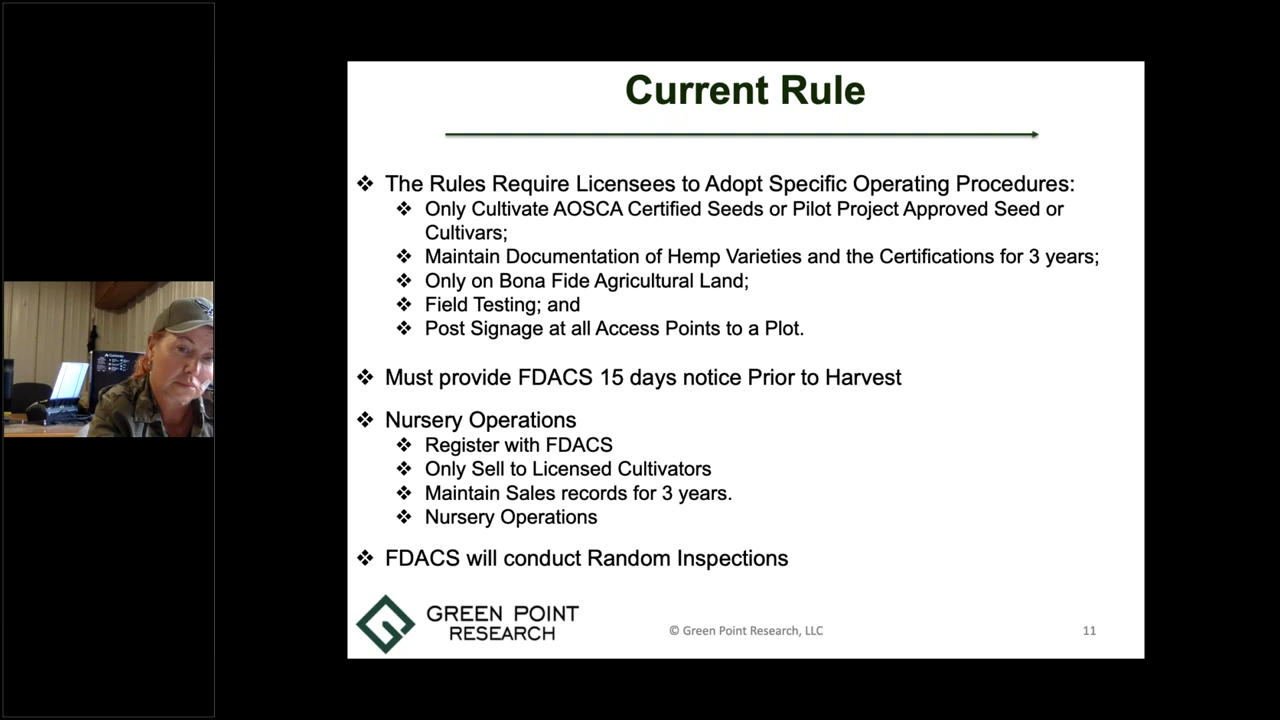 Current Rule
❖ The Rules Require Licensees to Adopt Specific Operating Procedures:
❖ Only Cultivate AOSCA Certified Seeds or Pilot Project Approved Seed or
Cultivars;
❖ Maintain Documentation of Hemp Varieties and the Certifications for 3 years;
❖ Only on Bona Fide Agricultural Land;
❖ Field Testing; and
❖ Post Signage at all Access Points to a Plot.
❖ Must provide FDACS 15 days notice Prior to Harvest
❖ Nursery Operations
❖ Register with FDACS
❖ Only Sell to Licensed Cultivators
❖ Maintain Sales records for 3 years.
❖ Nursery Operations
❖ FDACS will conduct Random Inspections
GREEN POINT
RESEARCH
© Green Point Research, LLC
11